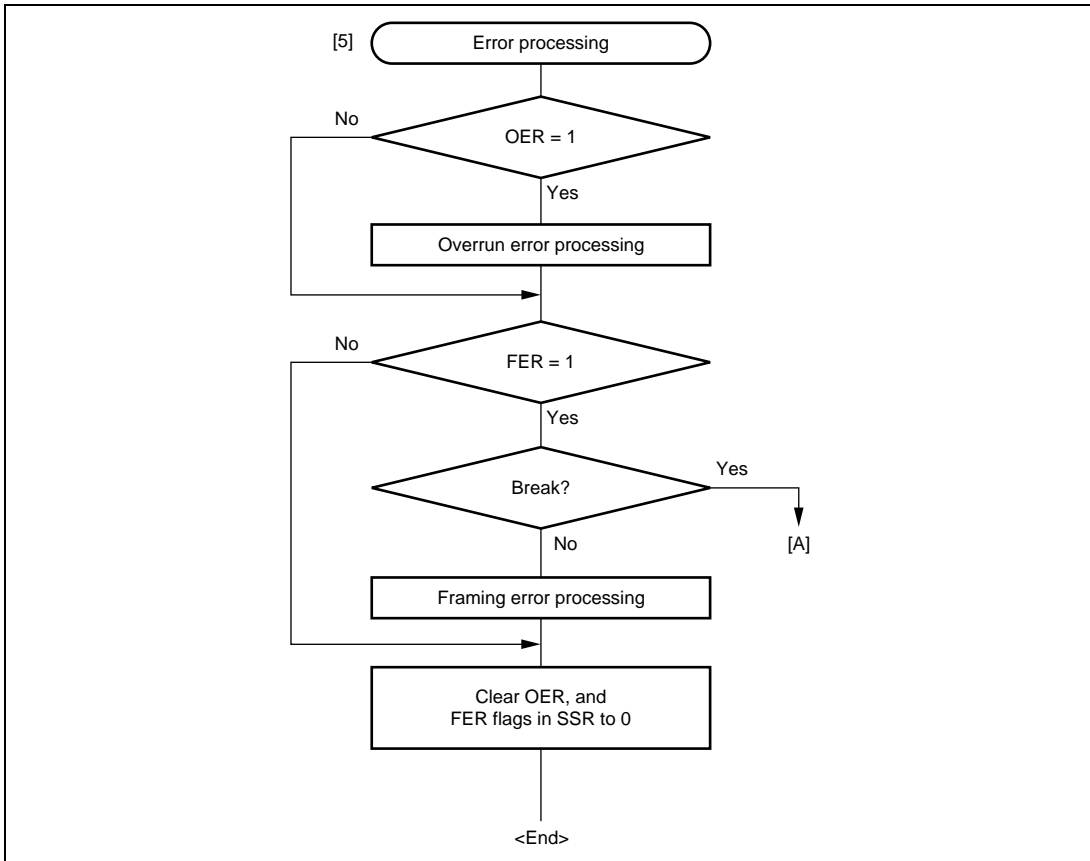 [5]
Error processing
No
OER = 1
Yes
Overrun error processing
No
FER = 1
Yes
Break?
Yes
[A]
No
Framing error processing
Clear OER, and
FER flags in SSR to 0
<End>